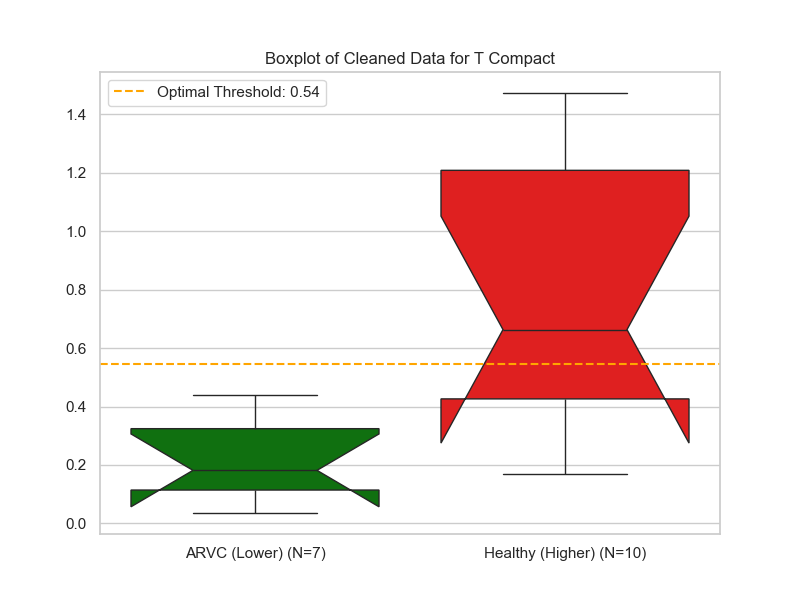 Boxplot of Cleaned Data for T Compact
Optimal Threshold: 0.54
1.4
1.2
1.0
0.8
0.6
0.4
0.2
0.0
ARVC (Lower) (N=7)
Healthy (Higher) (N=10)